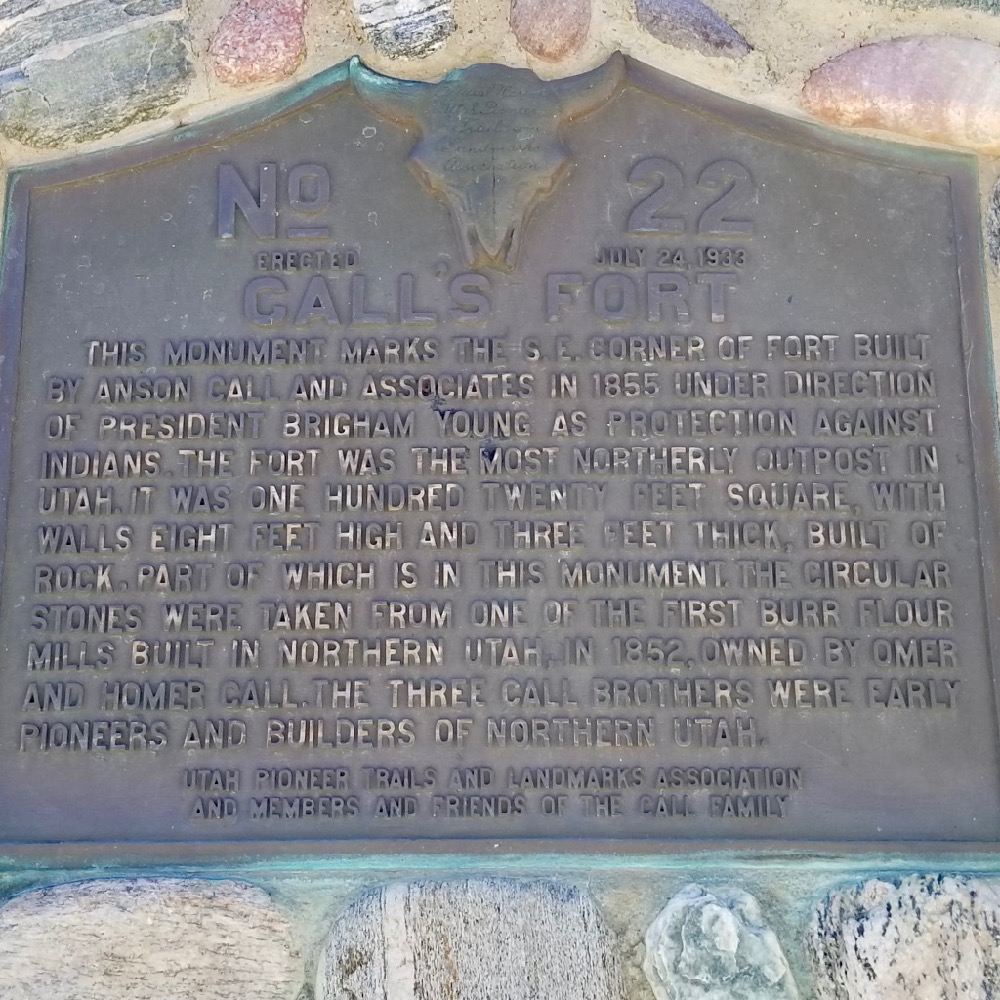 No 22
ERECTED JULY 24, 1933
CALL'S FORT
THIS MONUMENT MARKS THE S. E. CORNER OF FORT BUILT
BY ANSON CALL AND ASSOCIATES IN 1855 UNDER DIRECTION
OF PRESIDENT BRIGHAM YOUNG AS PROTECTION AGAINST
INDIANS. THE FORT WAS THE MOST NORTHERLY OUTPOST IN
UTAH. IT WAS ONE HUNDRED TWENTY FEET SQUARE, WITH
WALLS EIGHT FEET HIGH AND THREE FEET THICK, BUILT OF
ROCK. PART OF WHICH IS IN THIS MONUMENT. THE CIRCULAR
STONES WERE TAKEN FROM ONE OF THE FIRST BURR FLOUR
MILLS BUILT IN NORTHERN UTAH, IN 1852, OWNED BY OMER
AND HOMER CALL. THE THREE CALL BROTHERS WERE EARLY
PIONEERS AND BUILDERS OF NORTHERN UTAH.
UTAH PIONEER TRAILS AND LANDMARKS ASSOCIATION
AND MEMBERS AND FRIENDS OF THE CALL FAMILY